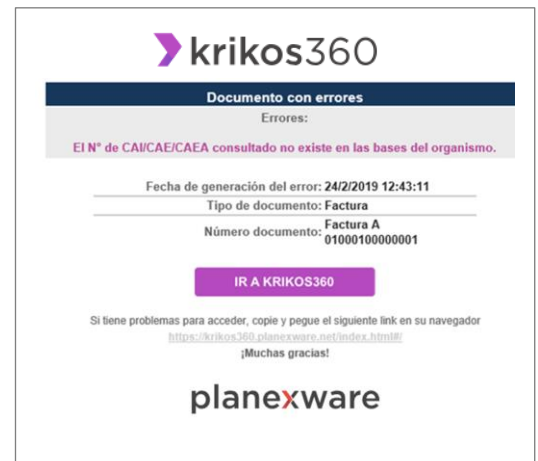 krikos360
Documento con errores
Errores:
El N° de CAI/CAE/CAEA consultado no existe en las bases del organismo.
Fecha de generación del error: 24/2/2019 12:43:11
Tipo de documento: Factura
Número documento: Factura A
01000100000001
IR A KRIKOS360
Si tiene problemas para acceder, copie y pegue el siguiente link en su navegador
https://krikos360.planexware.net/index.html#/
¡Muchas gracias!
planexware